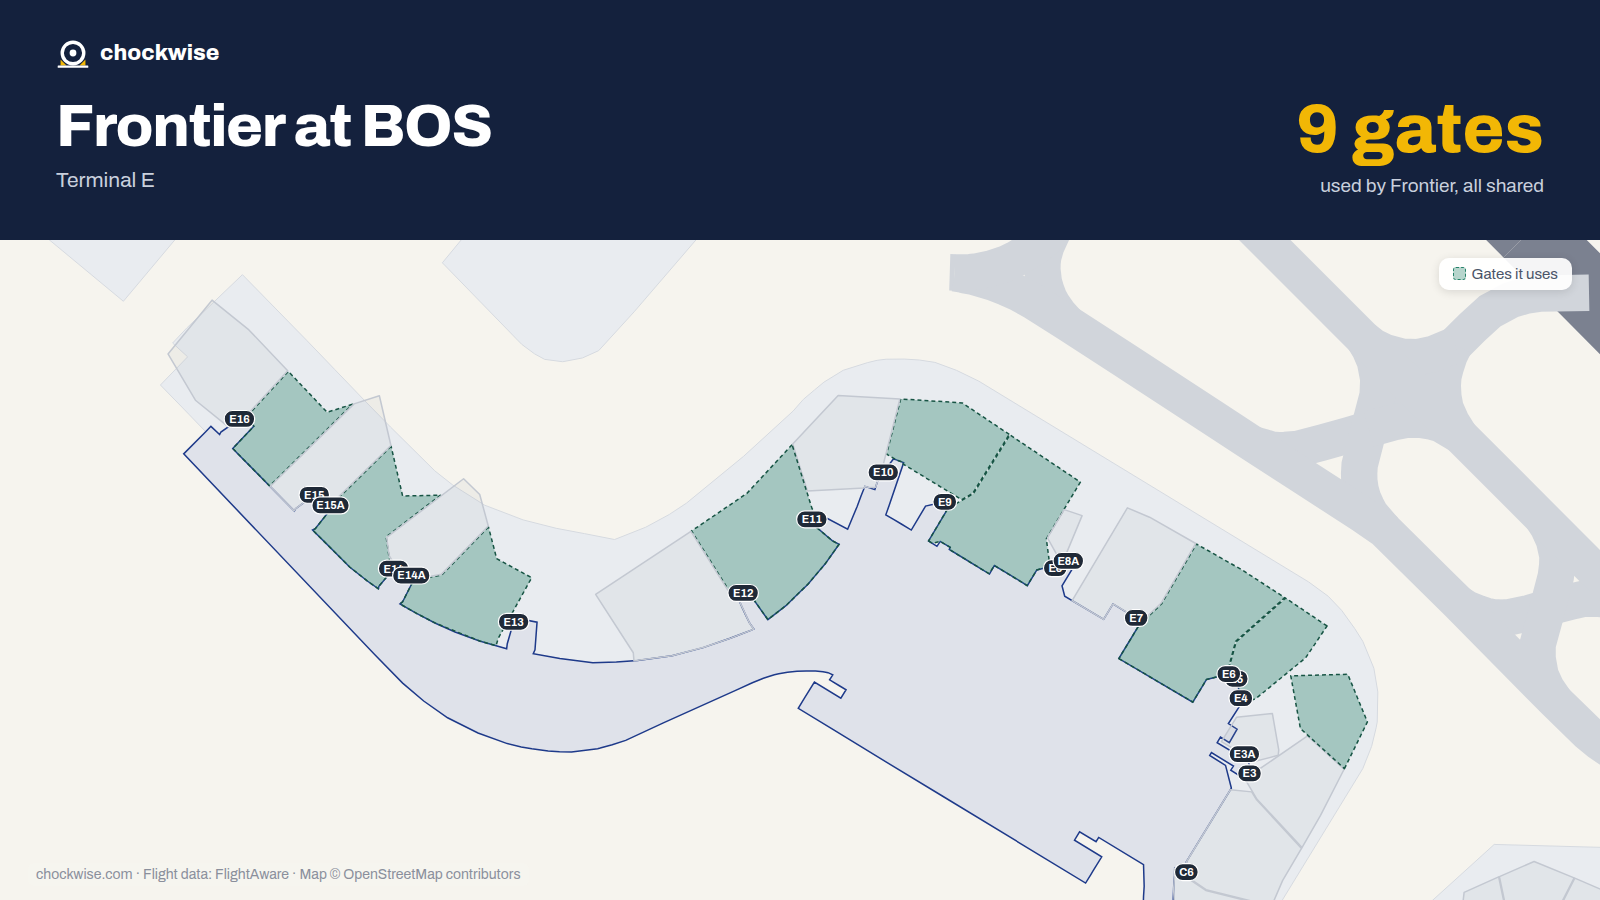 chockwise
Frontier at BOS
Terminal E
9 gates
used by Frontier, all shared
Gates it uses
E16
E15
E15A
E14A
E13
E12
E11
E10
E9
E8A
E7
E6
E4
E3A
E3
C6
chockwise.com · Flight data: FlightAware · Map © OpenStreetMap contributors